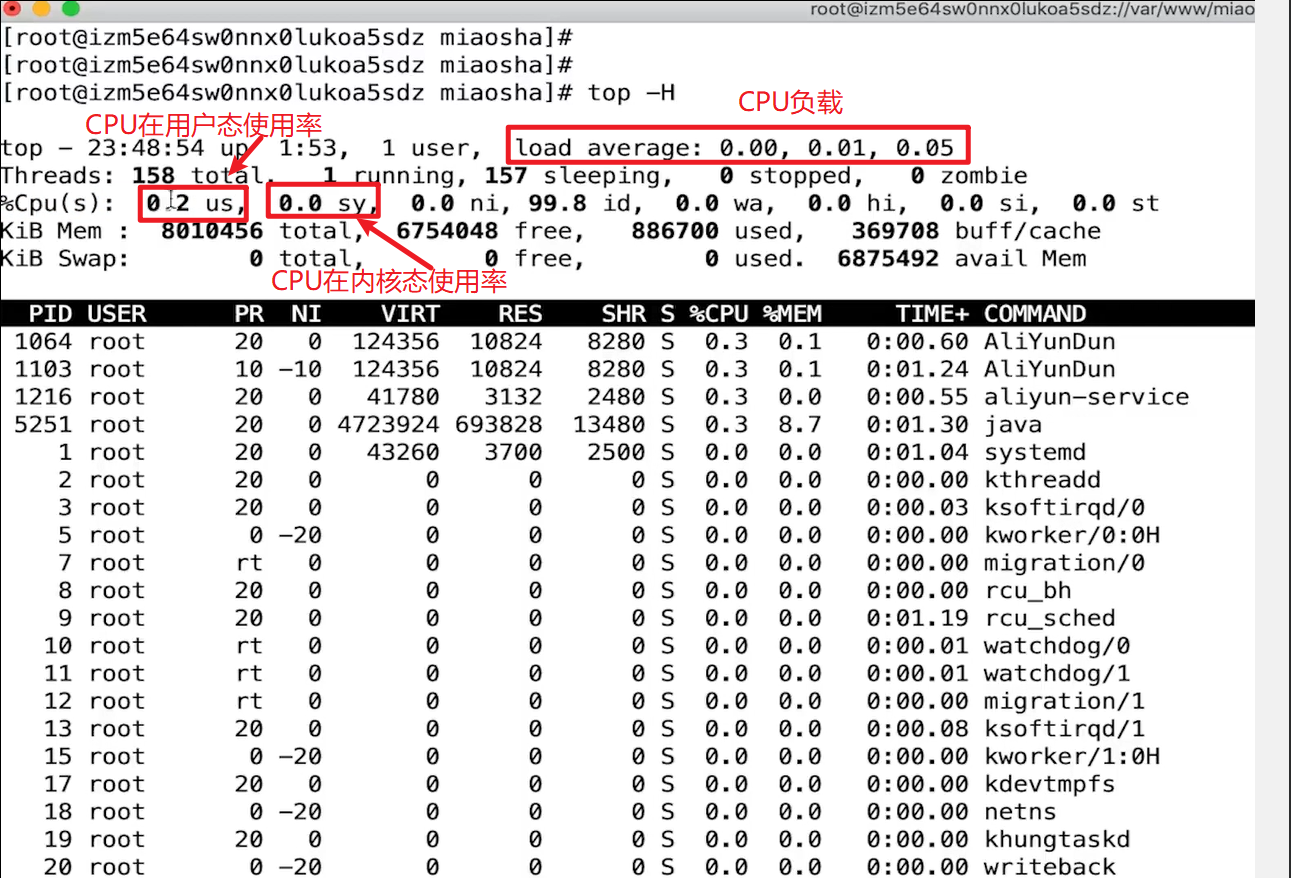 root@izm5e64sw0nnx0lukoa5sdz://var/www/miao
[root@izm5e64sw0nnx0lukoa5sdz miaosha]#
[root@izm5e64sw0nnx0lukoa5sdz miaosha]#
[root@izm5e64sw0nnx0lukoa5sdz miaosha]# top -H
CPU负载
CPU在用户态使用率
top - 23:48:54 up 1:53, 1 user, load average: 0.00, 0.01, 0.05
Threads: 158 total, 1 running, 157 sleeping, 0 stopped, 0 zombie
%Cpu(s): 0.2 us, 0.0 sy, 0.0 ni, 99.8 id, 0.0 wa, 0.0 hi, 0.0 si, 0.0 st
KiB Mem : 8010456 total, 6754048 free, 886700 used, 369708 buff/cache
KiB Swap: 0 total, 0 free, 0 used. 6875492 avail Mem
CPU在内核态使用率
PID USER PR NI VIRT RES SHR S %CPU %MEM TIME+ COMMAND
1064 root 20 0 124356 10824 8280 S 0.3 0.1 0:00.60 AliYunDun
1103 root 10 -10 124356 10824 8280 S 0.3 0.1 0:01.24 AliYunDun
1216 root 20 0 41780 3132 2480 S 0.3 0.0 0:00.55 aliyun-service
5251 root 20 0 4723924 693828 13480 S 0.3 8.7 0:01.30 java
1 root 20 0 43260 3700 2500 S 0.0 0.0 0:01.04 systemd
2 root 20 0 0 0 0 S 0.0 0.0 0:00.00 kthreadd
3 root 20 0 0 0 0 S 0.0 0.0 0:00.03 ksoftirqd/0
5 root 0 -20 0 0 0 S 0.0 0.0 0:00.00 kworker/0:0H
7 root rt 0 0 0 0 S 0.0 0.0 0:00.00 migration/0
8 root 20 0 0 0 0 S 0.0 0.0 0:00.00 rcu_bh
9 root 20 0 0 0 0 S 0.0 0.0 0:01.19 rcu_sched
10 root rt 0 0 0 0 S 0.0 0.0 0:00.01 watchdog/0
11 root rt 0 0 0 0 S 0.0 0.0 0:00.01 watchdog/1
12 root rt 0 0 0 0 S 0.0 0.0 0:00.00 migration/1
13 root 20 0 0 0 0 S 0.0 0.0 0:00.08 ksoftirqd/1
15 root 0 -20 0 0 0 S 0.0 0.0 0:00.00 kworker/1:0H
17 root 20 0 0 0 0 S 0.0 0.0 0:00.00 kdevtmpfs
18 root 0 -20 0 0 0 S 0.0 0.0 0:00.00 netns
19 root 20 0 0 0 0 S 0.0 0.0 0:00.00 khungtaskd
20 root 0 -20 0 0 0 S 0.0 0.0 0:00.00 writeback